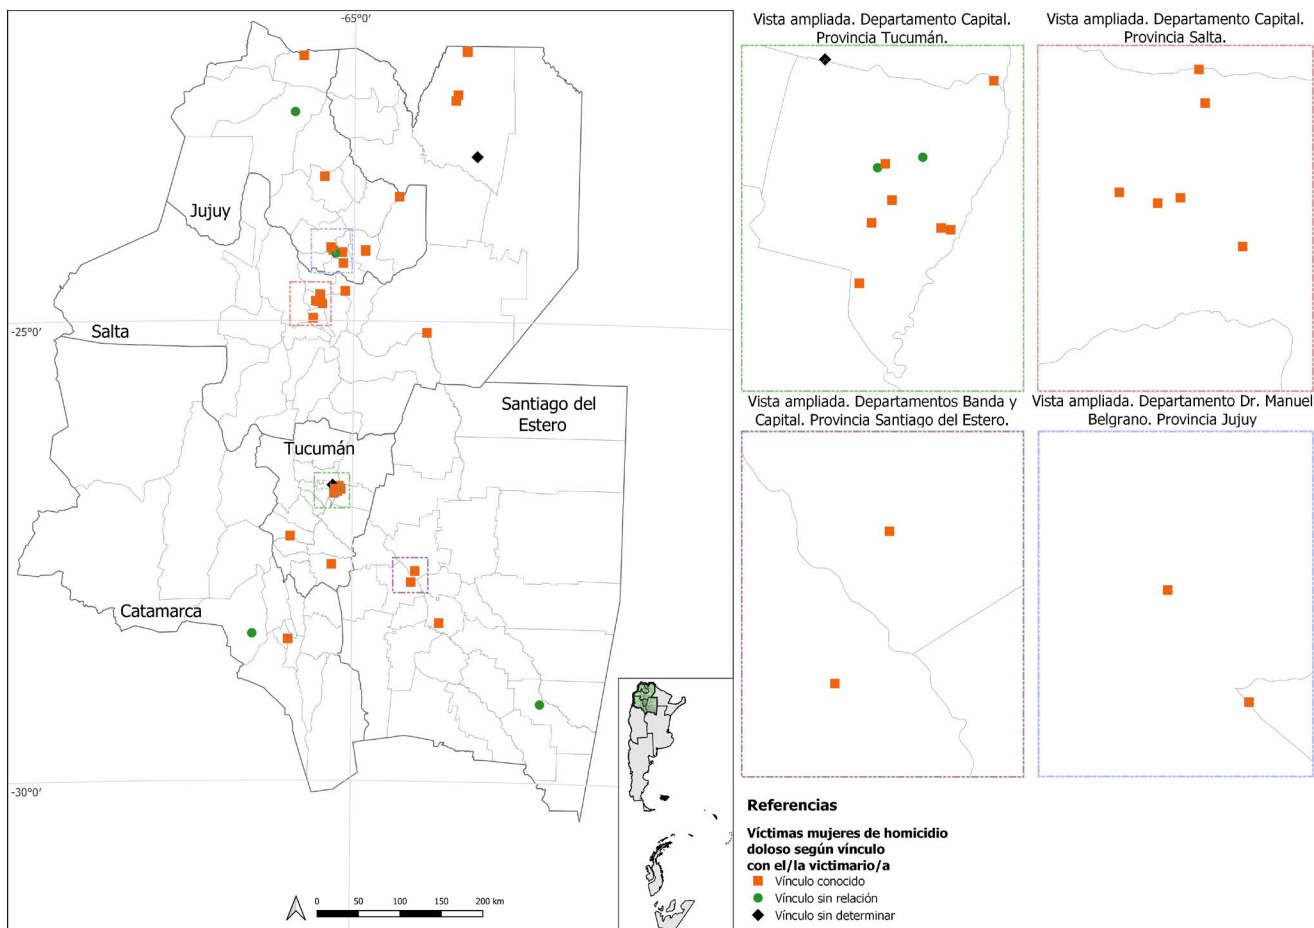 -65°0'
Jujuy
-25°0'
Salta
Santiago del
Estero
Tucumán
Catamarca
-30°0'
0 50 100 150 200 km
Vista ampliada. Departamento Capital.
Provincia Tucumán.
Vista ampliada. Departamento Capital.
Provincia Salta.
Vista ampliada. Departamentos Banda y
Capital. Provincia Santiago del Estero.
Vista ampliada. Departamento Dr. Manuel
Belgrano. Provincia Jujuy
Referencias
Víctimas mujeres de homicidio
doloso según vínculo
con el/la victimario/a
Vínculo conocido
Vínculo sin relación
Vínculo sin determinar